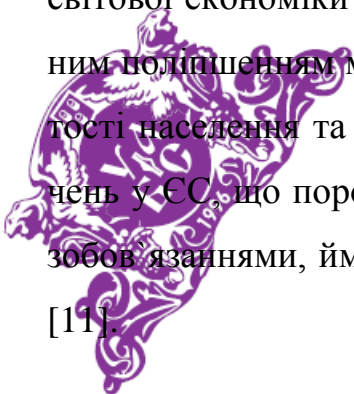 світової економіки
ним поліпшенням м
тості населення та
чень у ЄС, що поро
зобов`язаннями, йм
[11].